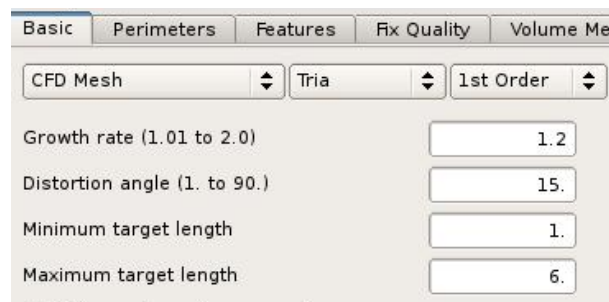 Basic Perimeters Features Fix Quality Volume Me
CFD Mesh Tria 1st Order
Growth rate (1.01 to 2.0) 1.2
Distortion angle (1. to 90.) 15.
Minimum target length 1.
Maximum target length 6.